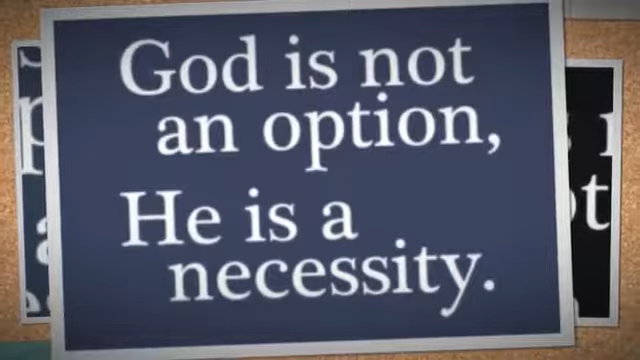 God is not
an option,
He is a
necessity.